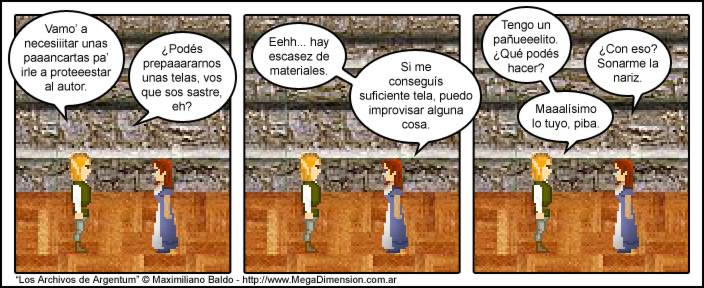 Vamo' a
necesiiitar unas
paaancartas pa'
irle a proteeestar
al autor.
¿Podés
prepaaararnos
unas telas, vos
que sos sastre,
eh?
Eehh... hay
escasez de
materiales.
Si me
conseguís
suficiente tela, puedo
improvisar alguna
cosa.
Tengo un
pañueeelito.
¿Qué podés
hacer?
¿Con eso?
Sonarme la
nariz.
Maaalísimo
lo tuyo, piba.
“Los Archivos de Argentum” © Maximiliano Baldo - http://www.MegaDimension.com.ar